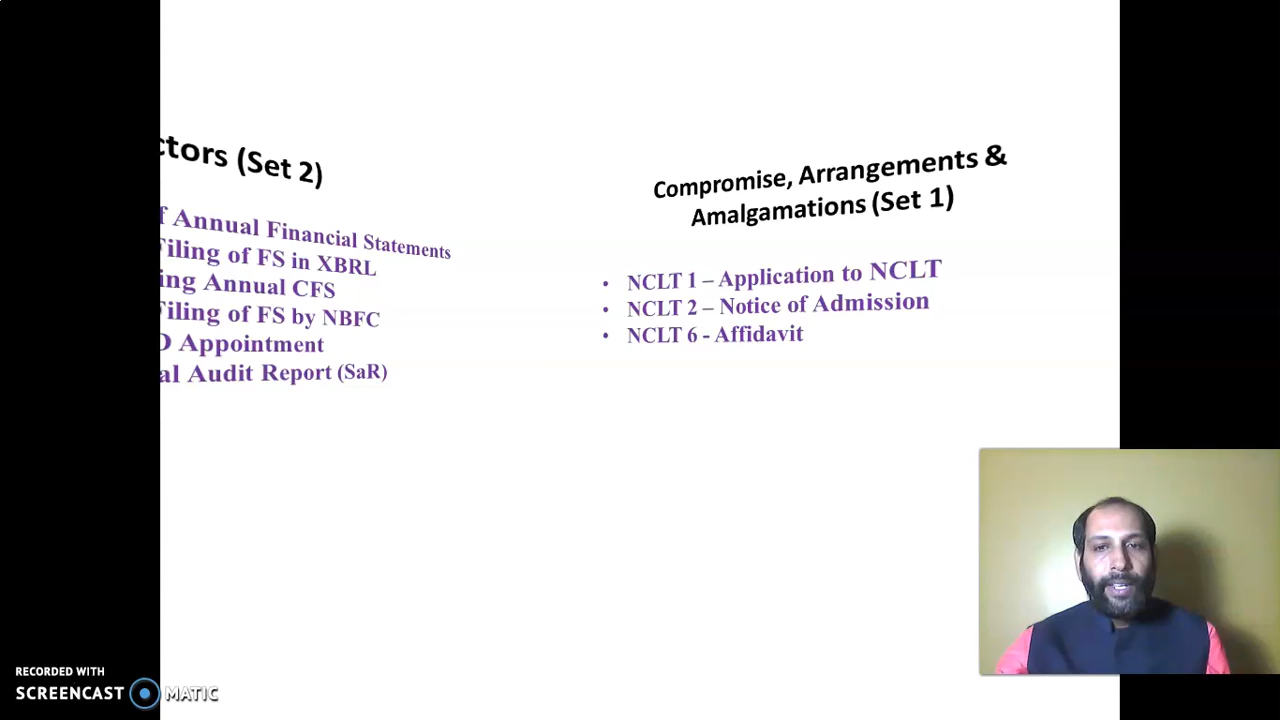 ctors (Set 2)
f Annual Financial Statements
Filing of FS in XBRL
ing Annual CFS
Filing of FS by NBFC
D Appointment
al Audit Report (SaR)
Compromise, Arrangements &
Amalgamations (Set 1)
• NCLT 1 – Application to NCLT
• NCLT 2 – Notice of Admission
• NCLT 6 - Affidavit
RECORDED WITH
SCREENCAST MATIC